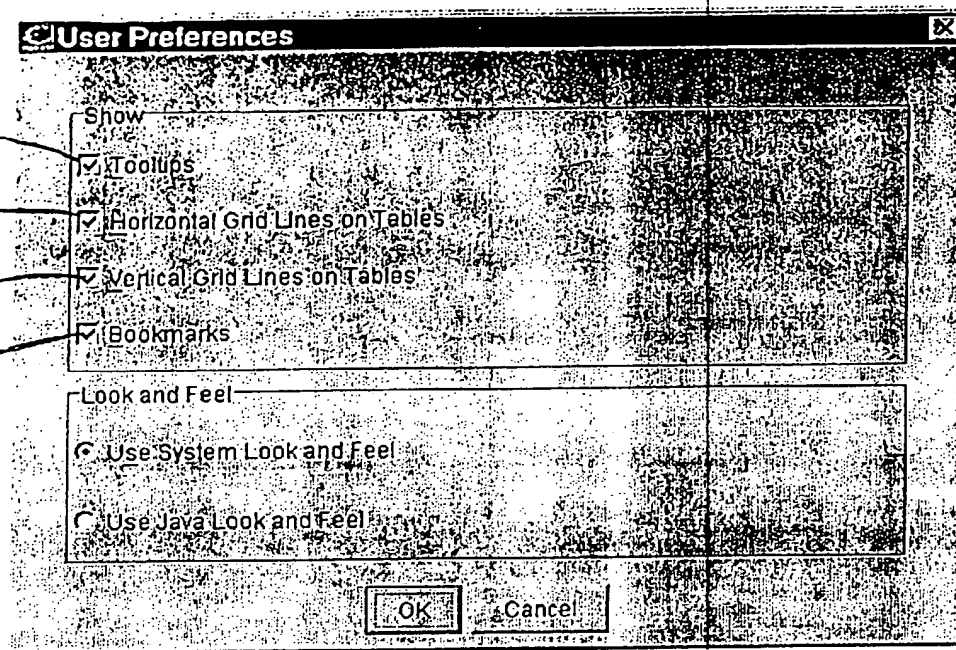 User Preferences
Show
Tooltips
Horizontal Grid Lines on Tables
Vertical Grid Lines on Tables
Bookmarks
Look and Feel
Use System Look and Feel
Use Java Look and Feel
OK
Cancel